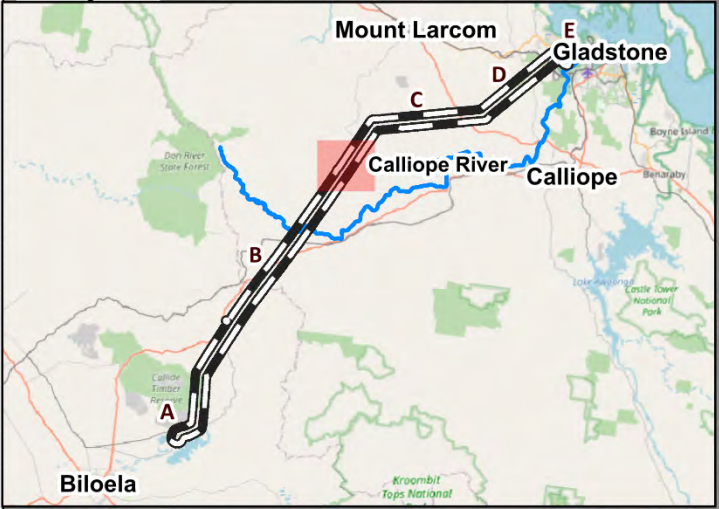 Mount Larcom
E
Gladstone
D
C
Boyne Island
Don River
State Forest
Calliope River
Calliope
Benaraby
B
Lake Awoonga
Castle Tower
National
Park
Callide
Timber
Reserve
A
Biloela
Kroombit
Tops National